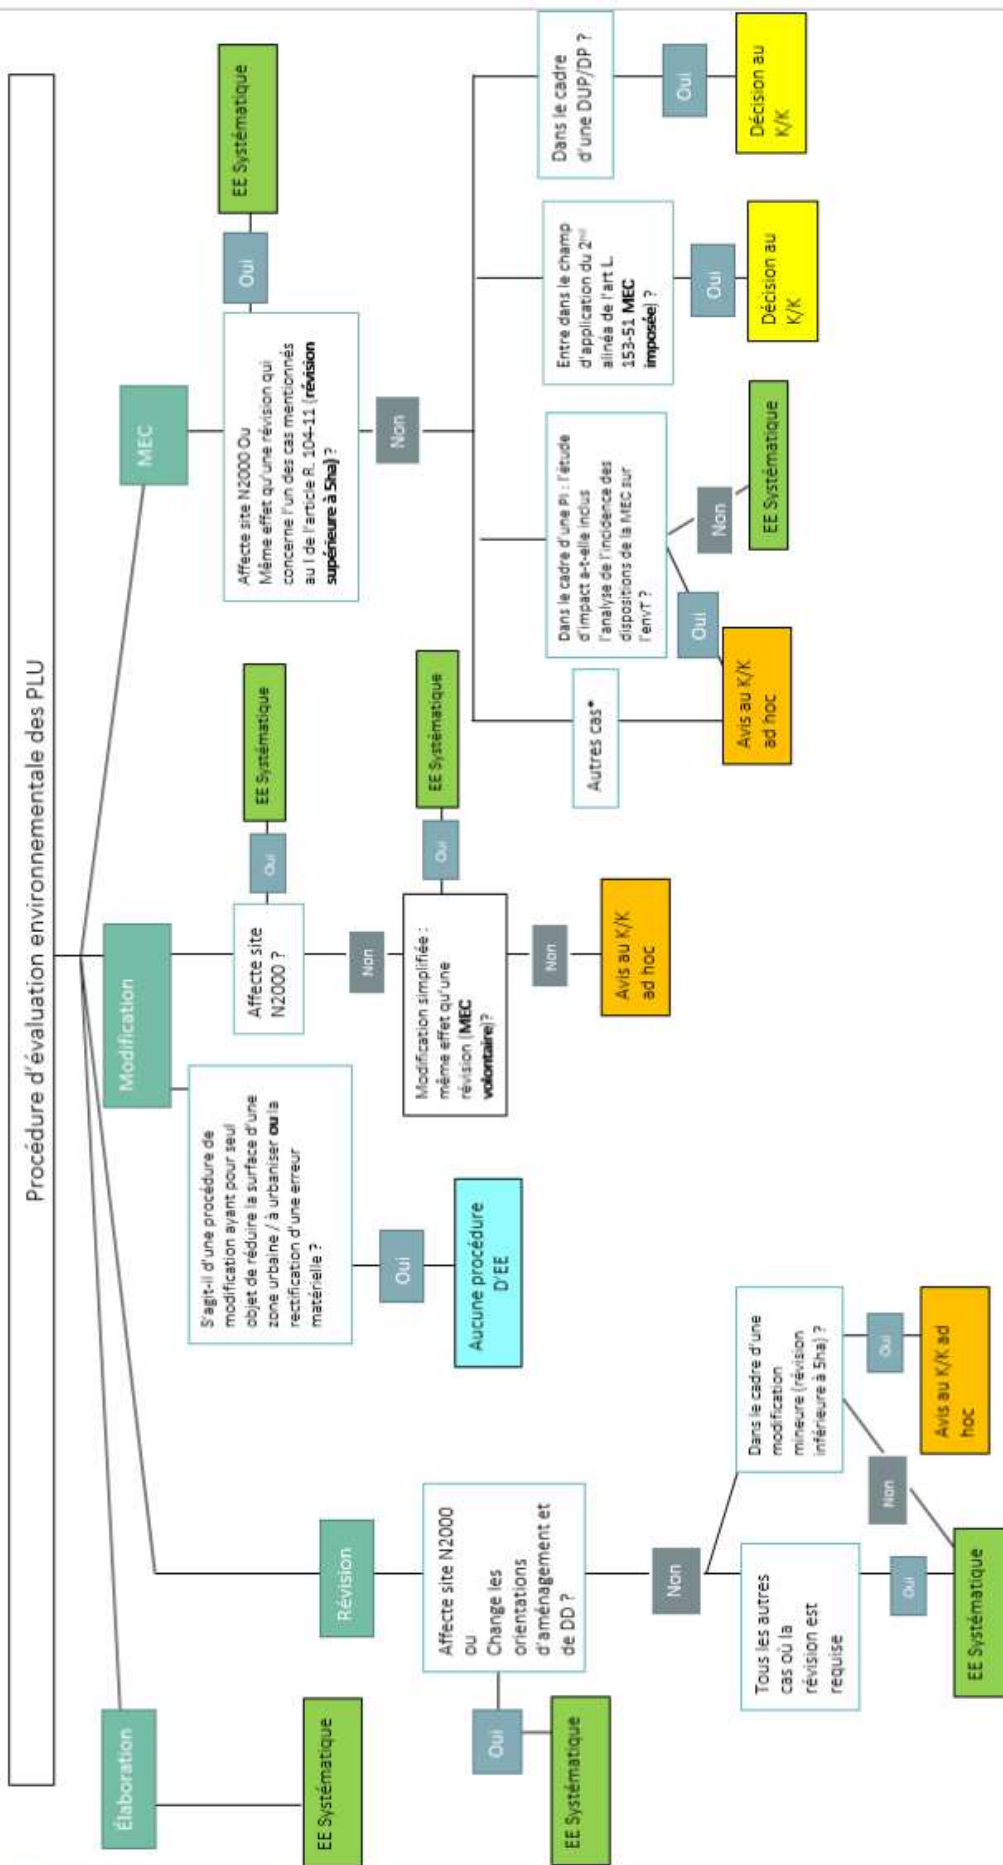 Procédure d'évaluation environnementale des PLU
Élaboration
EE Systématique
Révision
Affecte site N2000
ou
Change les
orientations
d'aménagement et
de DD ?
Oui
EE Systématique
Non
Tous les autres
cas où la
révision est
requise
Oui
EE Systématique
Dans le cadre d'une
modification
mineure (révision
inférieure à 5ha) ?
Non
Oui
Avis au K/K ad
hoc
Modification
S'agit-il d'une procédure de
modification ayant pour seul
objet de réduire la surface d'une
zone urbaine / à urbaniser ou la
rectification d'une erreur
matérielle ?
Oui
Aucune procédure
D'EE
Affecte site
N2000 ?
Oui
EE Systématique
Non
Modification simplifiée :
même effet qu'une
révision (MEC
volontaire)?
Oui
EE Systématique
Non
Avis au K/K
ad hoc
MEC
Affecte site N2000 Ou
Même effet qu'une révision qui
concerne l'un des cas mentionnés
au I de l'article R. 104-11 (révision
supérieure à 5ha) ?
Oui
EE Systématique
Non
Autres cas*
Avis au K/K
ad hoc
Dans le cadre d'une PI : l'étude
d'impact a-t-elle inclus
l'analyse de l'incidence des
dispositions de la MEC sur
l'envT ?
Oui
Non
EE Systématique
Entre dans le champ
d'application du 2nd
alinéa de l'art L.
153-51 MEC
imposée) ?
Oui
Décision au
K/K
Dans le cadre
d'une DUP/DP ?
Oui
Décision au
K/K